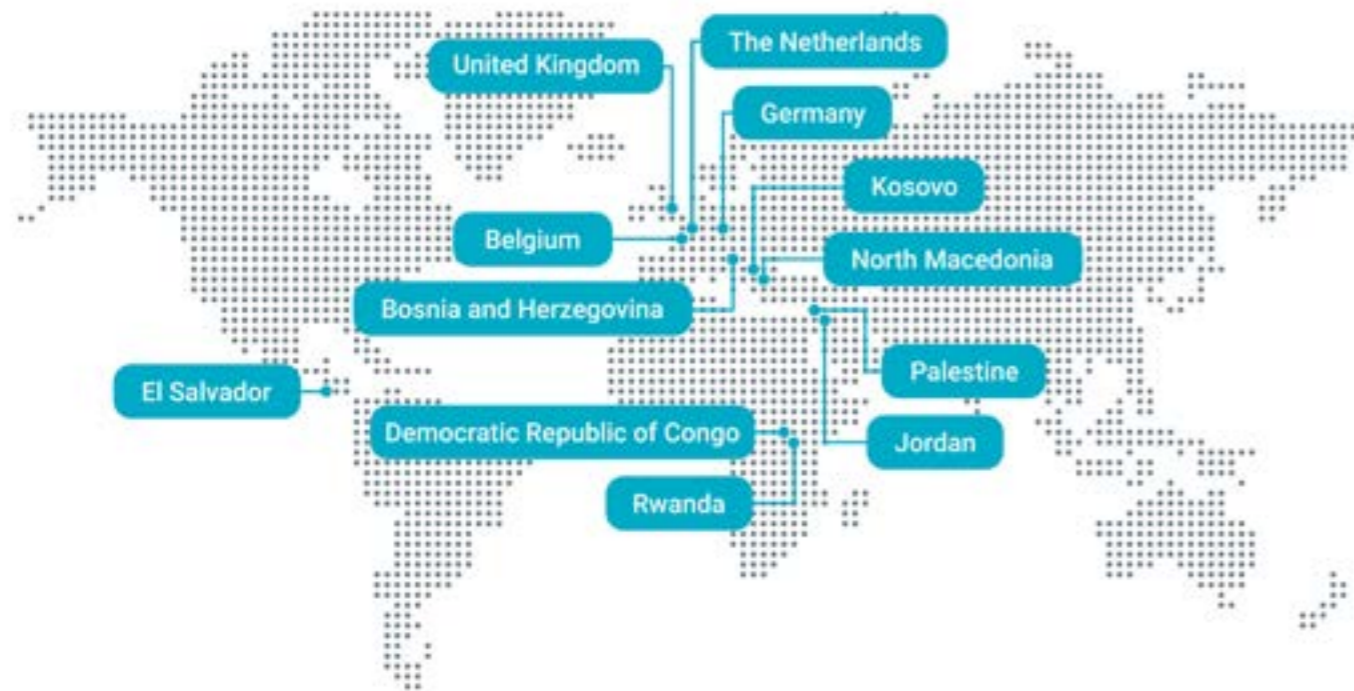 The Netherlands
United Kingdom
Germany
Kosovo
Belgium
North Macedonia
Bosnia and Herzegovina
Palestine
El Salvador
Democratic Republic of Congo
Jordan
Rwanda